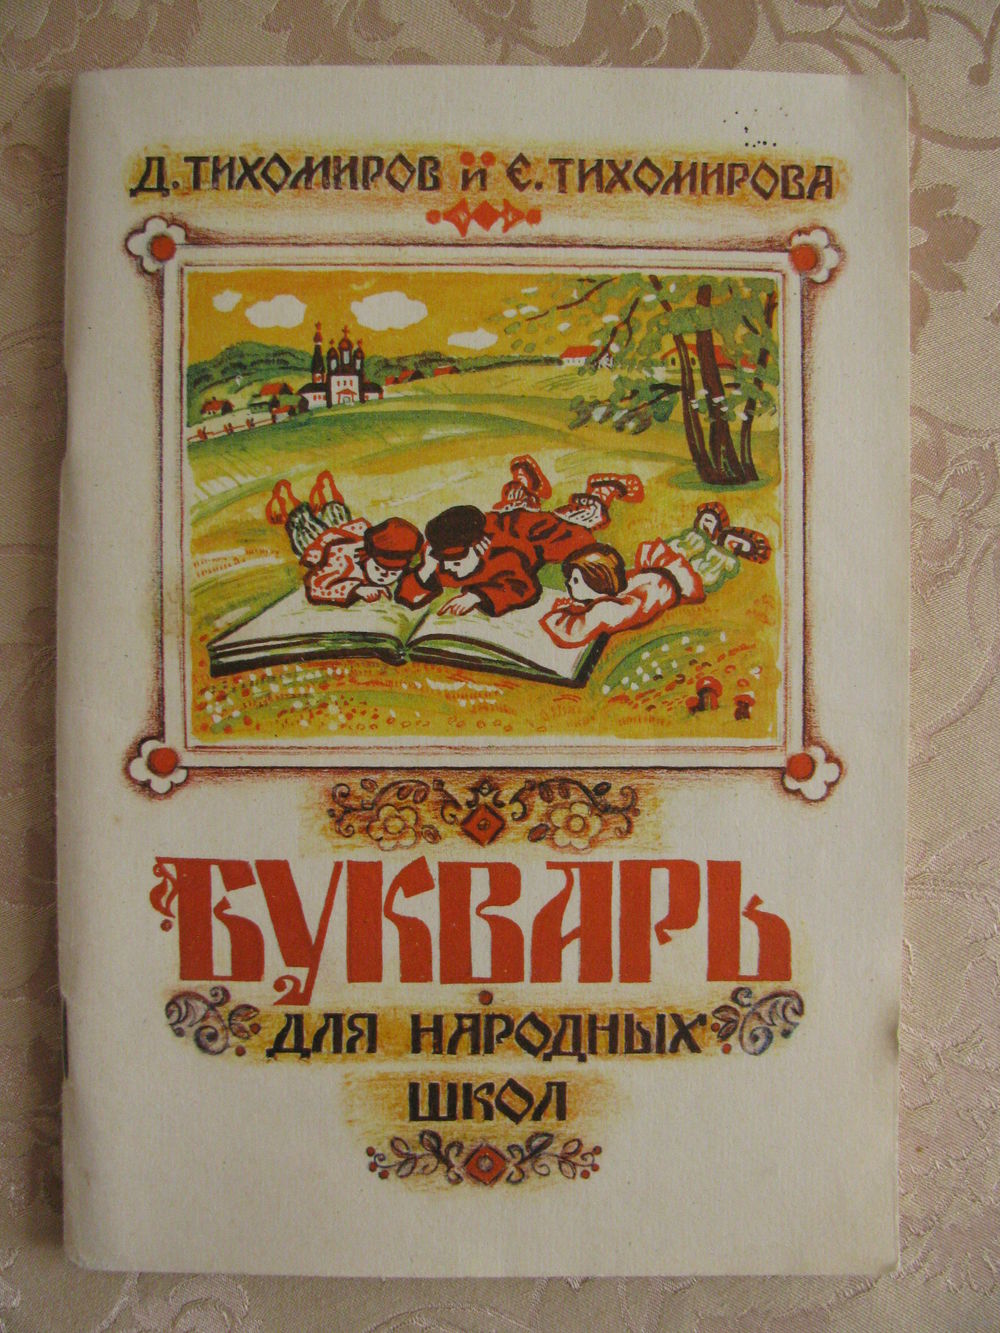 Д. ТИХОМИРОВ И Е. ТИХОМИРОВА
БУКВАРЬ
ДЛЯ НАРОДНЫХ
ШКОЛ